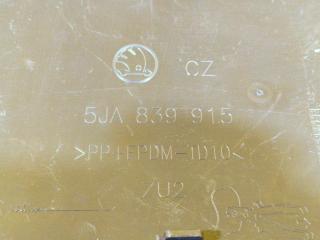 CZ
5JA 839 915
>PP+EPDM-TD10<
ZU2